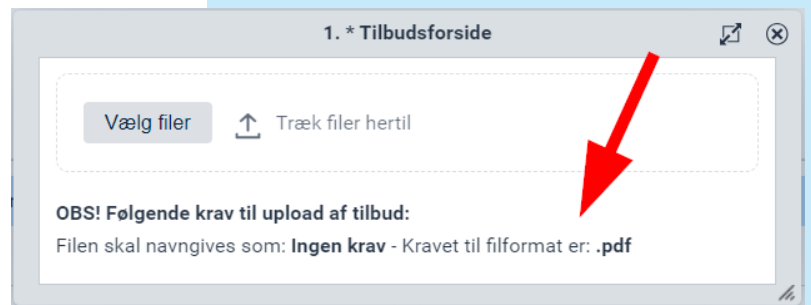 1. * Tilbudsforside
Vælg filer
Træk filer hertil
OBS! Følgende krav til upload af tilbud:
Filen skal navngives som: Ingen krav - Kravet til filformat er: .pdf